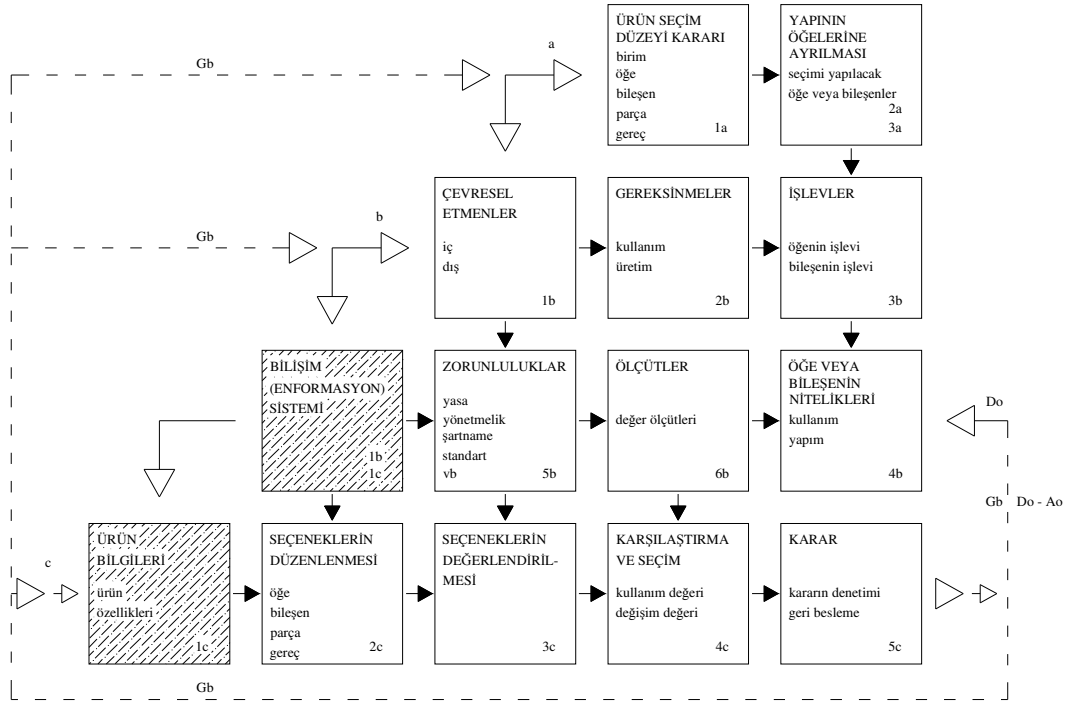 ÜRÜN SEÇİM
DÜZEYİ KARARI
birim
öğe
bileşen
parça
gereç
1a
YAPININ
ÖĞELERİNE
AYRILMASI
seçimi yapılacak
öğe veya bileşenler
2a
3a
a
Gb
ÇEVRESEL
ETMENLER
iç
dış
1b
GEREKSİNMELER
kullanım
üretim
2b
İŞLEVLER
öğenin işlevi
bileşenin işlevi
3b
b
Gb
BİLİŞİM
(ENFORMASYON)
SİSTEMİ
1b
1c
ZORUNLULUKLAR
yasa
yönetmelik
şartname
standart
vb
5b
ÖLÇÜTLER
değer ölçütleri
6b
ÖĞE VEYA
BİLEŞENİN
NİTELİKLERİ
kullanım
yapım
4b
Do
Gb
Do - Ao
c
ÜRÜN
BİLGİLERİ
ürün
özellikleri
1c
SEÇENEKLERİN
DÜZENLENMESİ
öğe
bileşen
parça
gereç
2c
SEÇENEKLERİN
DEĞERLENDİRİL-
MESİ
3c
KARŞILAŞTIRMA
VE SEÇİM
kullanım değeri
değişim değeri
4c
KARAR
kararın denetimi
geri besleme
5c
Gb